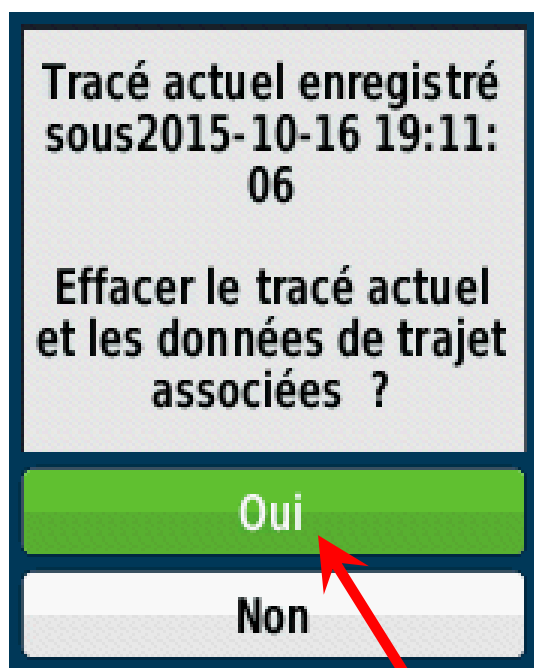 Tracé actuel enregistré
sous2015-10-16 19:11:
06
Effacer le tracé actuel
et les données de trajet
associées  ?
Oui
Non